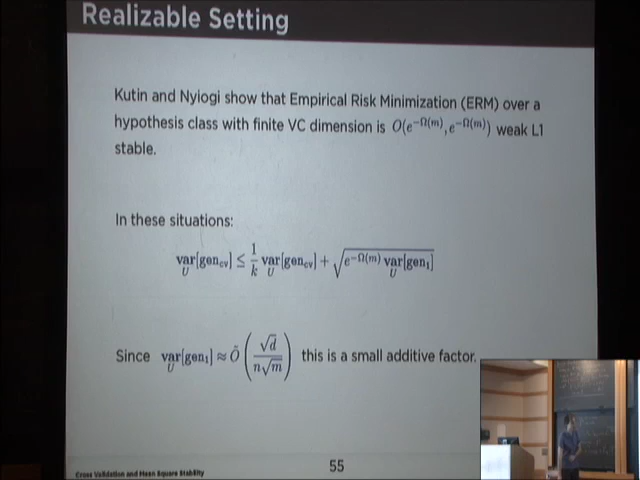 Realizable Setting
Kutin and Nyiogi show that Empirical Risk Minimization (ERM) over a
hypothesis class with finite VC dimension is O(e^{-Ω(m)}, e^{-Ω(m)}) weak L1
stable.
In these situations:
var_U[gen_cv] ≤ 1/k var_U[gen_cv] + √(e^{-Ω(m)} var_U[gen_1])
Since var_U[gen_1] ≈ Õ(√d / n√m) this is a small additive factor.
Cross Validation and Mean Square Stability
55